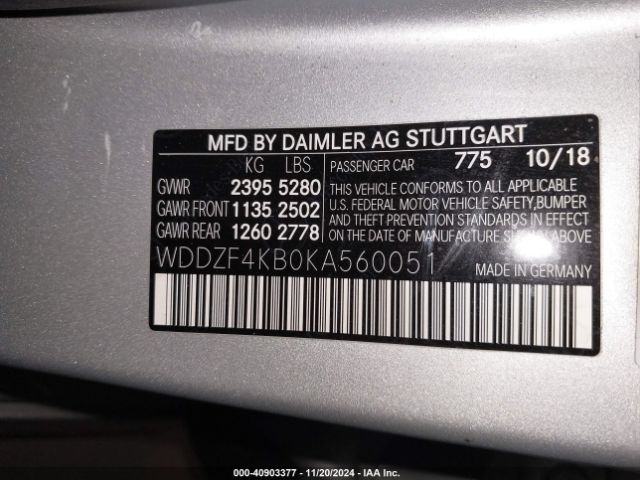 MFD BY DAIMLER AG STUTTGART
KG LBS PASSENGER CAR 775 10/18
GVWR 2395 5280 THIS VEHICLE CONFORMS TO ALL APPLICABLE
U.S. FEDERAL MOTOR VEHICLE SAFETY,BUMPER
GAWR FRONT 1135 2502 AND THEFT PREVENTION STANDARDS IN EFFECT
GAWR REAR 1260 2778 ON THE DATE OF MANUFACTURE SHOWN ABOVE
WDDZF4KB0KA560051 MADE IN GERMANY
000-40903377 - 11/20/2024 - IAA Inc.